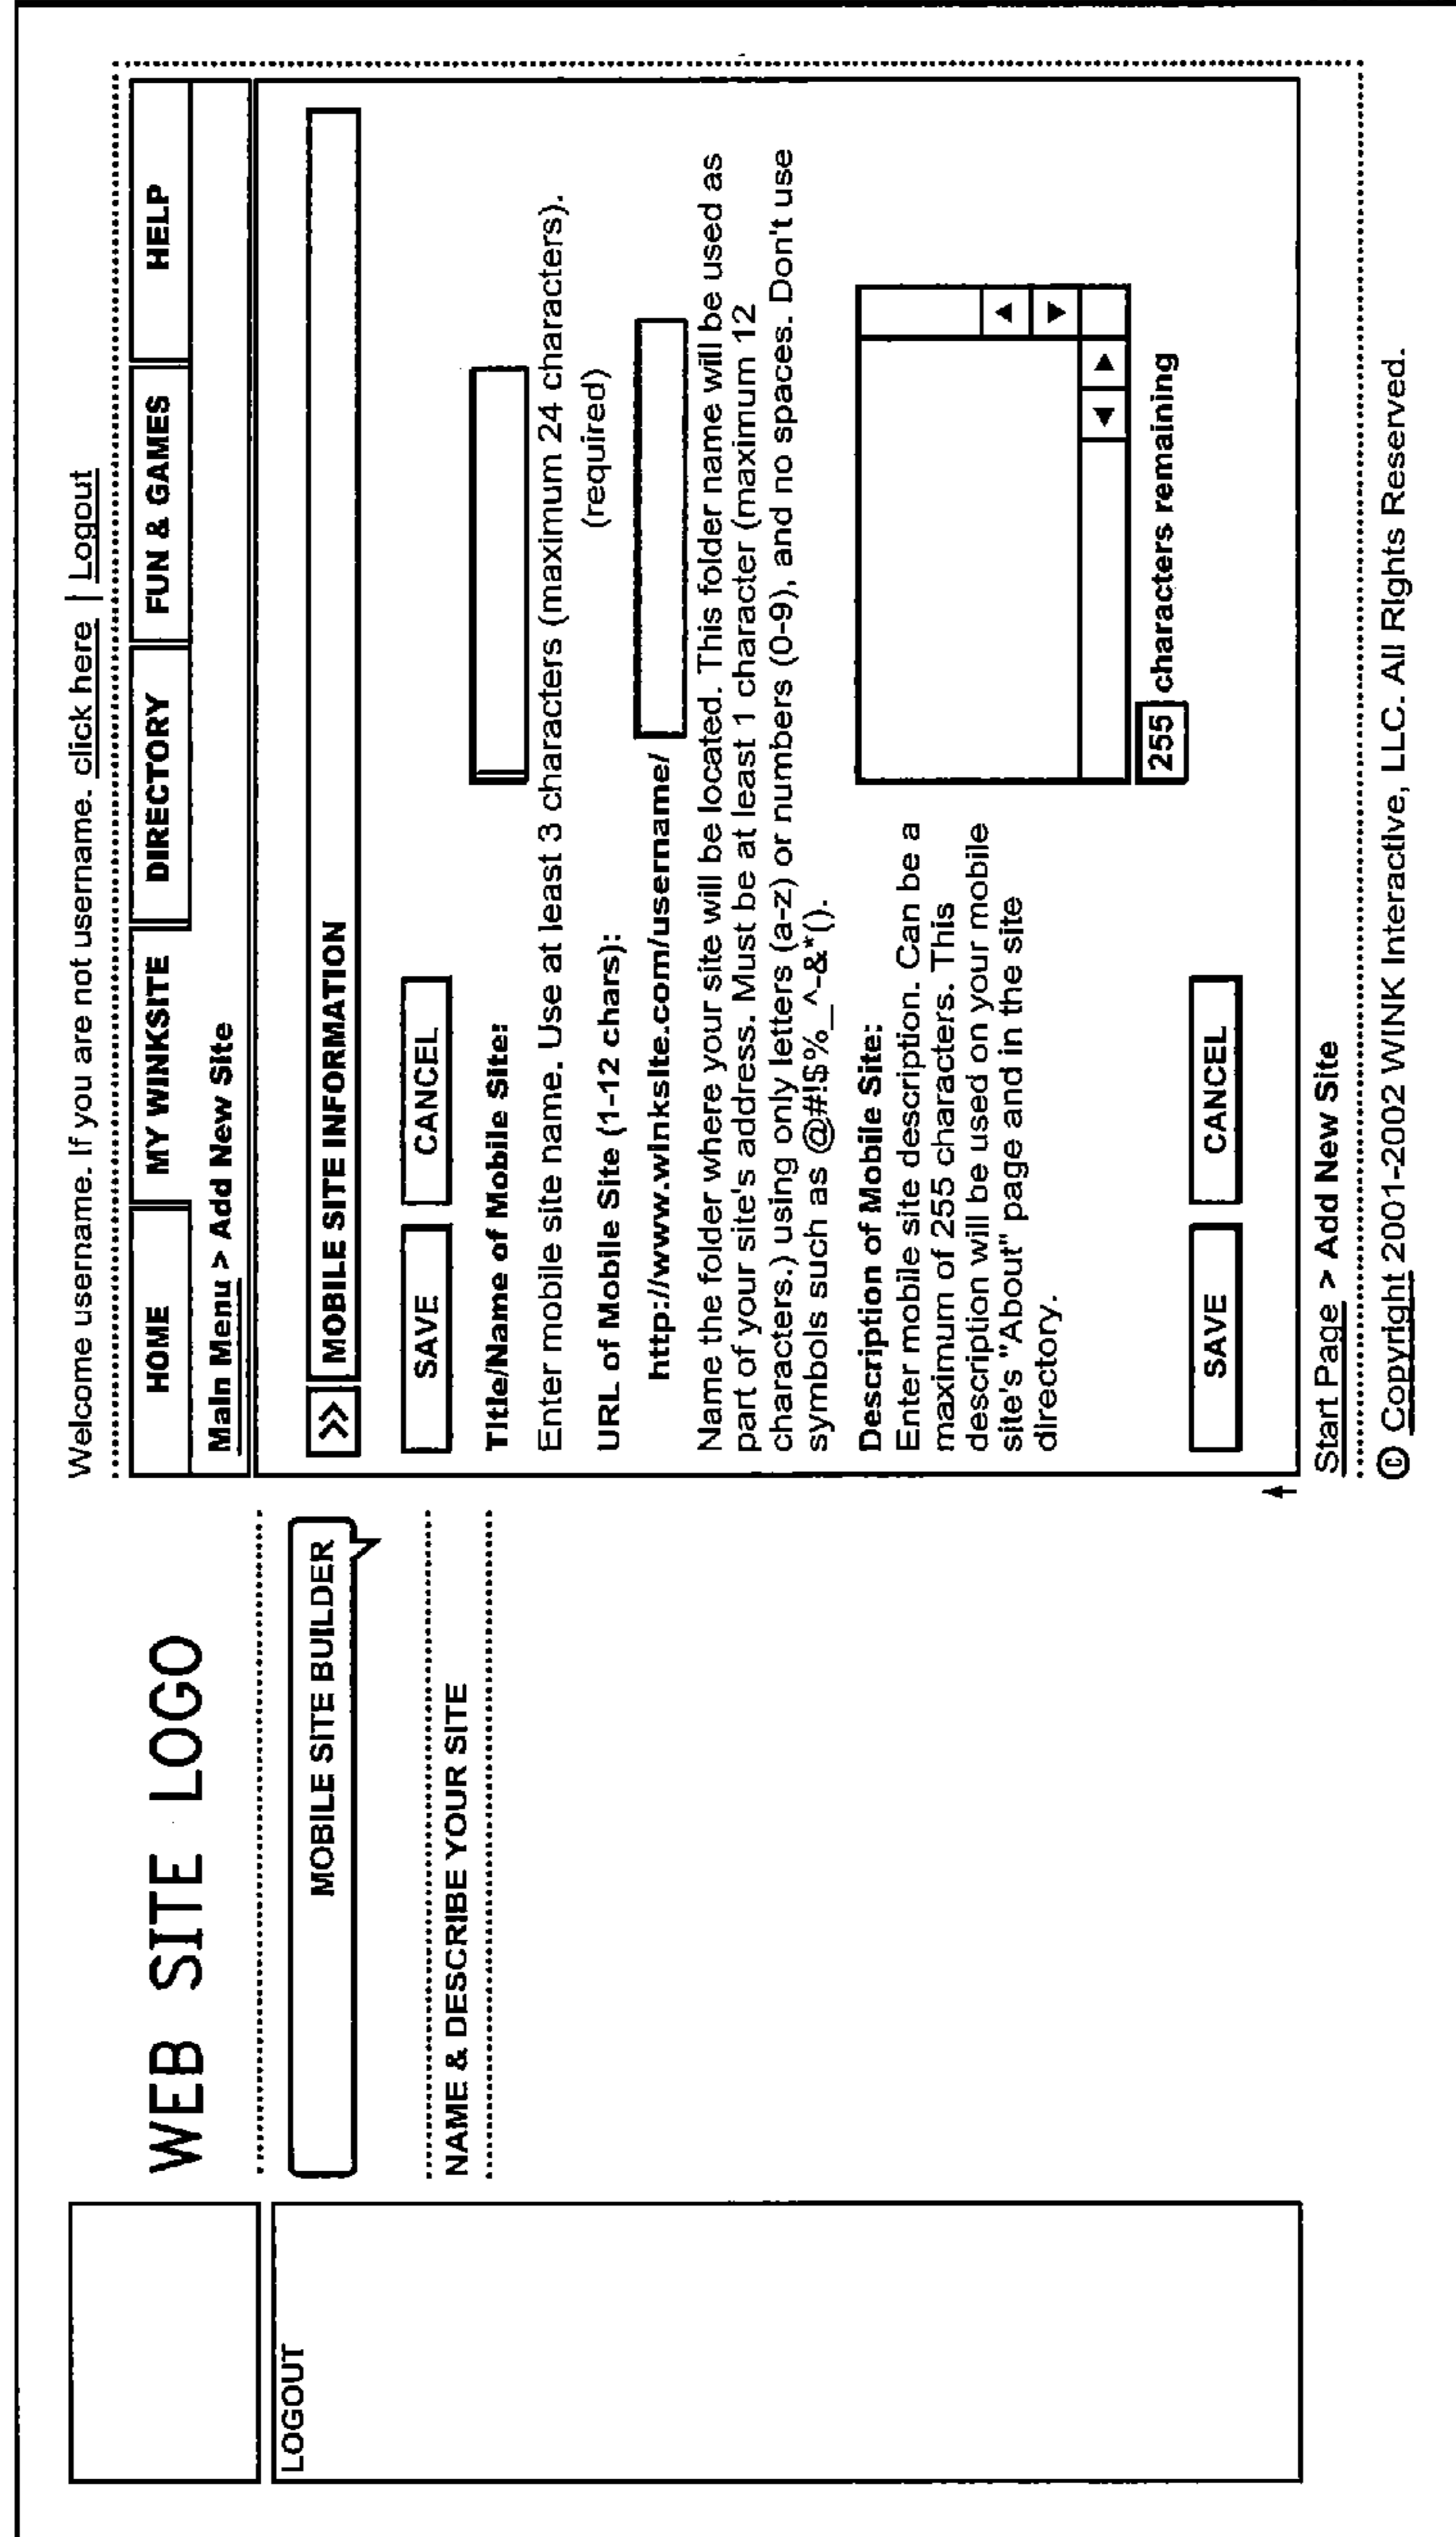 Welcome username. If you are not username. click here | Logout
WEB SITE LOGO
HOME
MY WINKSITE
DIRECTORY
FUN & GAMES
HELP
Main Menu > Add New Site
LOGOUT
MOBILE SITE BUILDER
NAME & DESCRIBE YOUR SITE
>> MOBILE SITE INFORMATION
SAVE
CANCEL
Title/Name of Mobile Site:
Enter mobile site name. Use at least 3 characters (maximum 24 characters).
(required)
URL of Mobile Site (1-12 chars):
http://www.winksite.com/username/
Name the folder where your site will be located. This folder name will be used as
part of your site's address. Must be at least 1 character (maximum 12
characters.) using only letters (a-z) or numbers (0-9), and no spaces. Don't use
symbols such as @#!$%_^-&*().
Description of Mobile Site:
Enter mobile site description. Can be a
maximum of 255 characters. This
description will be used on your mobile
site's "About" page and in the site
directory.
255 characters remaining
SAVE
CANCEL
Start Page > Add New Site
© Copyright 2001-2002 WINK Interactive, LLC. All Rights Reserved.